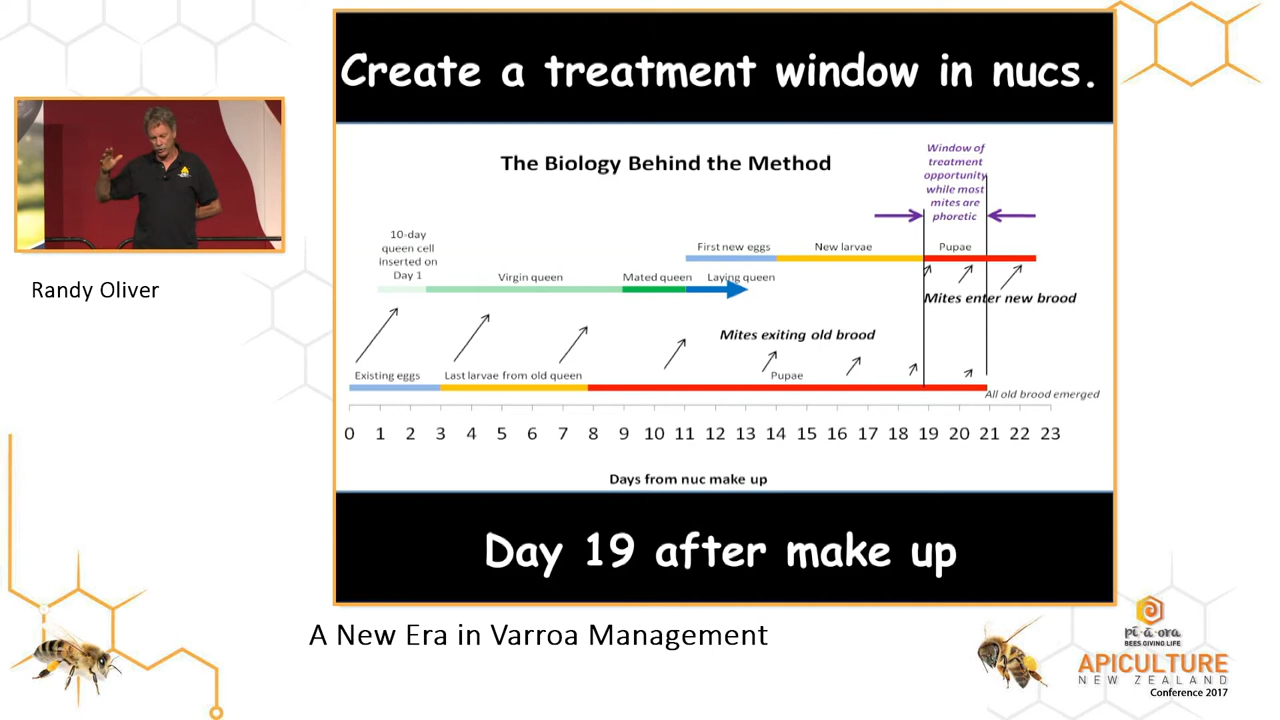 Create a treatment window in nucs.
The Biology Behind the Method
Window of
treatment
opportunity
while most
mites are
phoretic
10-day
queen cell
inserted on
Day 1
First new eggs
New larvae
Pupae
Virgin queen
Mated queen
Laying queen
Mites enter new brood
Mites exiting old brood
Existing eggs
Last larvae from old queen
Pupae
All old brood emerged
0 1 2 3 4 5 6 7 8 9 10 11 12 13 14 15 16 17 18 19 20 21 22 23
Days from nuc make up
Day 19 after make up
Randy Oliver
A New Era in Varroa Management
pī-ā-ora
BEES GIVING LIFE
APICULTURE
NEW ZEALAND
Conference 2017